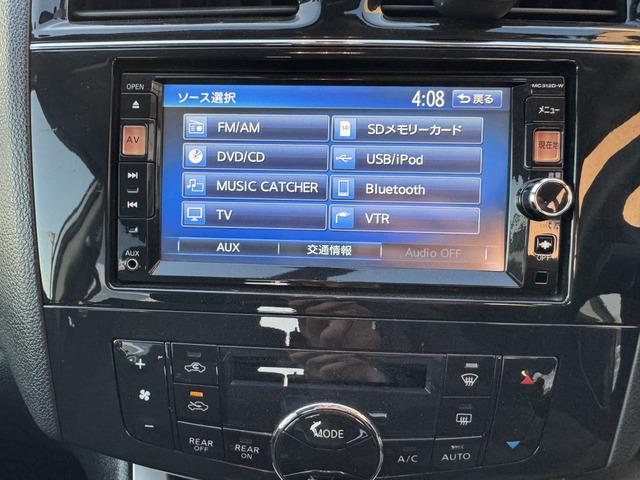 OPEN
MC312D-W
ソース選択
4:08
戻る
メニュー
AV
現在地
FM/AM
SDメモリーカード
DVD/CD
USB/iPod
MUSIC CATCHER
Bluetooth
TV
VTR
AUX
交通情報
Audio OFF
AUX
OFF
MODE
REAR OFF
REAR ON
A/C
AUTO